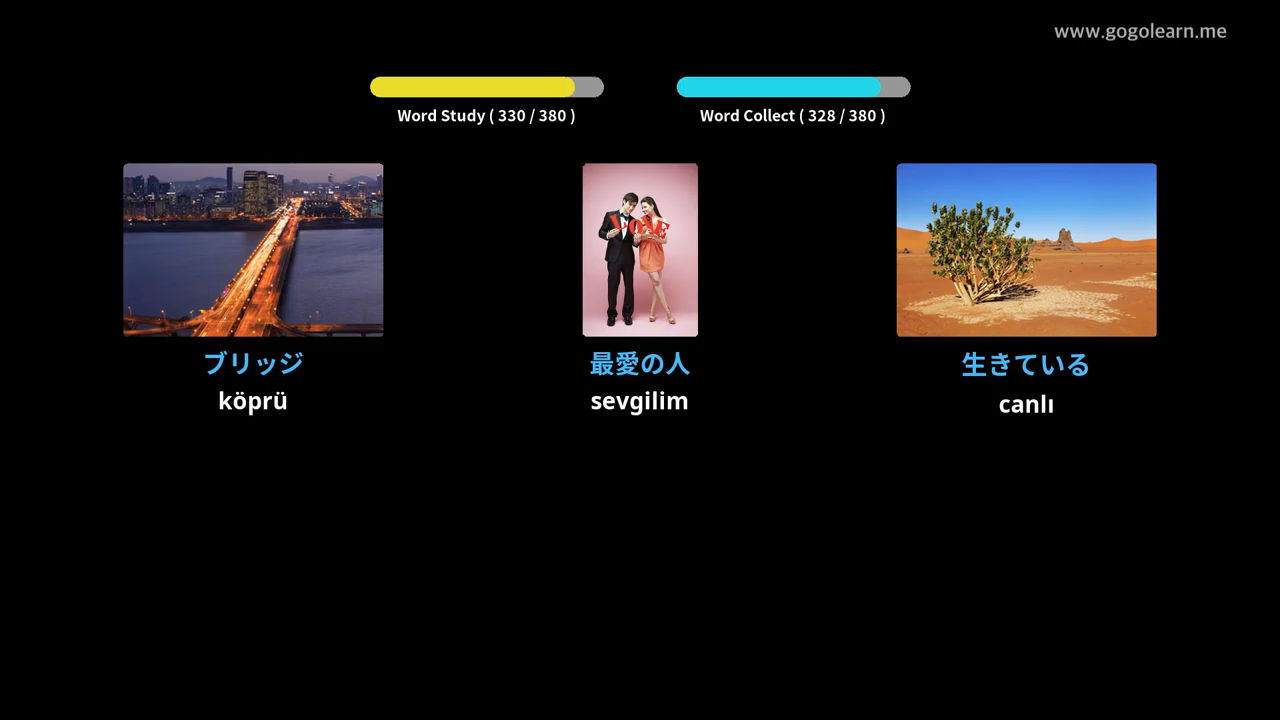 www.gogolearn.me
Word Study ( 330 / 380 )
Word Collect ( 328 / 380 )
LOVE
ブリッジ
最愛の人
生きている
köprü
sevgilim
canlı